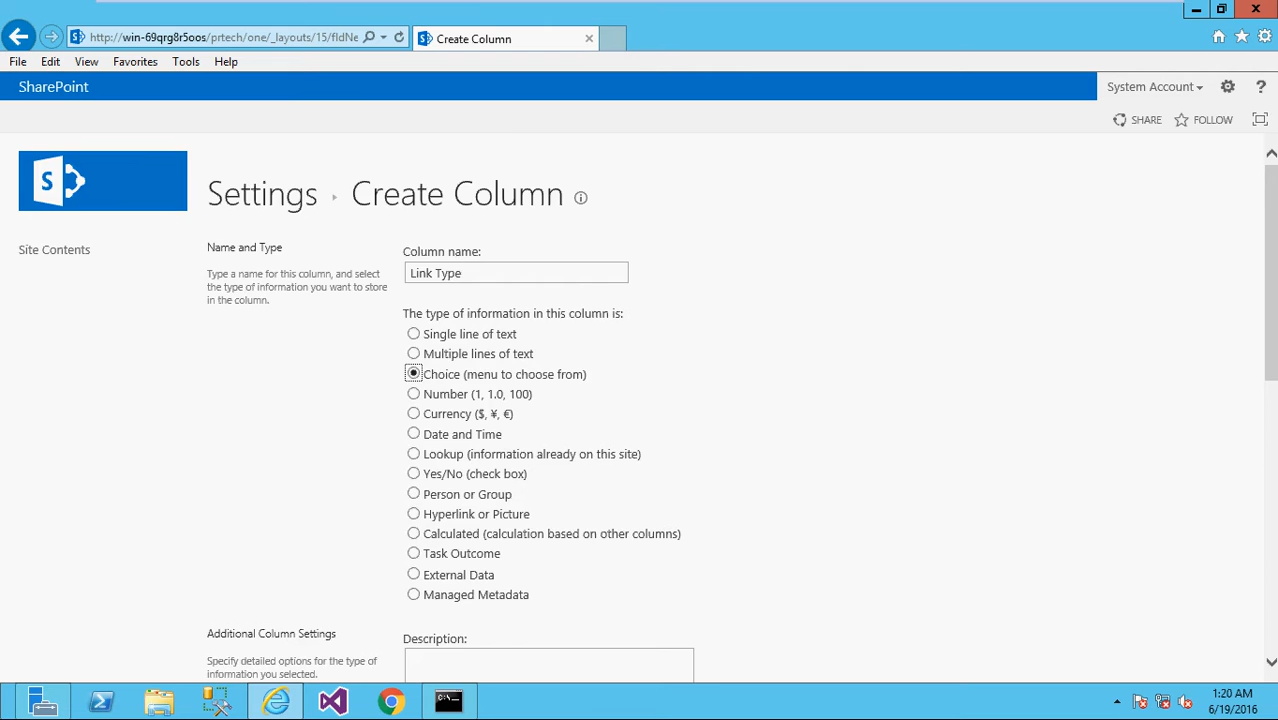 http://win-69qrg8r5oos/prtech/one/_layouts/15/fldNe
Create Column
File Edit View Favorites Tools Help
SharePoint
System Account
SHARE FOLLOW
S
Settings Create Column
Site Contents
Name and Type
Type a name for this column, and select
the type of information you want to store
in the column.
Column name:
Link Type
The type of information in this column is:
Single line of text
Multiple lines of text
Choice (menu to choose from)
Number (1, 1.0, 100)
Currency ($, ¥, €)
Date and Time
Lookup (information already on this site)
Yes/No (check box)
Person or Group
Hyperlink or Picture
Calculated (calculation based on other columns)
Task Outcome
External Data
Managed Metadata
Additional Column Settings
Specify detailed options for the type of
information you selected.
Description:
1:20 AM
6/19/2016